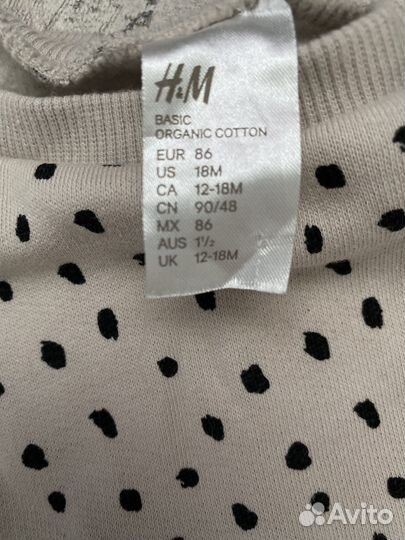 H&M
BASIC
ORGANIC COTTON
EUR 86
US 18M
CA 12-18M
CN 90/48
MX 86
AUS 1½
UK 12-18M
Avito